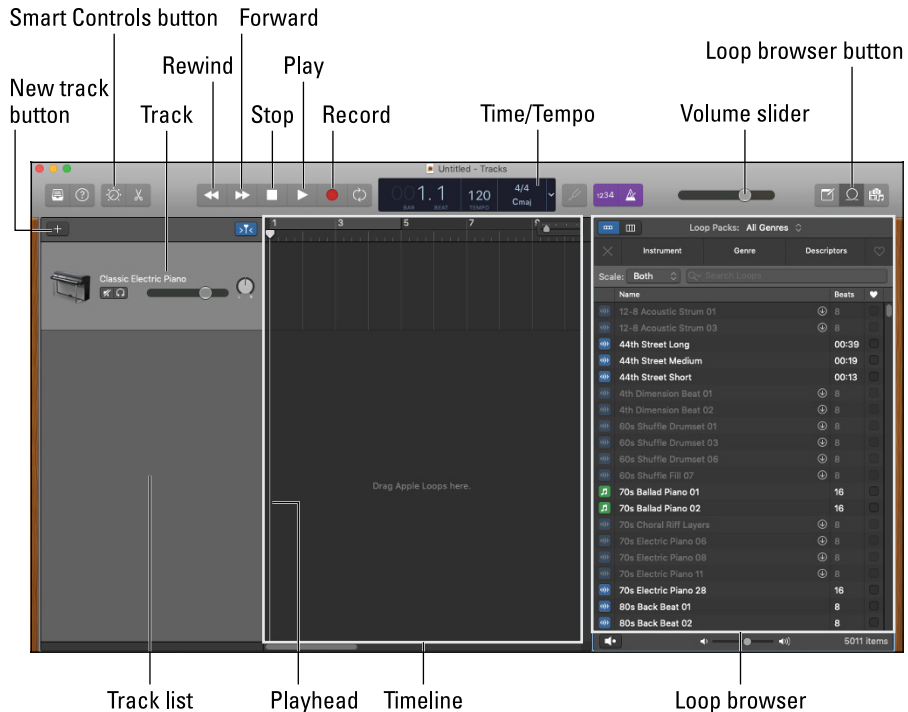 Smart Controls button Forward
Loop browser button
Rewind Play
New track
button Track Stop Record Time/Tempo Volume slider
Untitled - Tracks
001.1 120 4/4
Cmaj
BAR BEAT TEMPO
1234
+ 1 3 5 7 9
Loop Packs: All Genres
Instrument Genre Descriptors
Classic Electric Piano
L R
Scale: Both Search Loops
Name Beats
12-8 Acoustic Strum 01 8
12-8 Acoustic Strum 03 8
44th Street Long 00:39
44th Street Medium 00:19
44th Street Short 00:13
4th Dimension Beat 01 8
4th Dimension Beat 02 8
60s Shuffle Drumset 01 8
60s Shuffle Drumset 03 8
60s Shuffle Drumset 06 8
60s Shuffle Fill 07 8
Drag Apple Loops here.
70s Ballad Piano 01 16
70s Ballad Piano 02 16
70s Choral Riff Layers 8
70s Electric Piano 06 8
70s Electric Piano 08 8
70s Electric Piano 11 8
70s Electric Piano 28 16
80s Back Beat 01 8
80s Back Beat 02 8
5011 items
Track list Playhead Timeline Loop browser